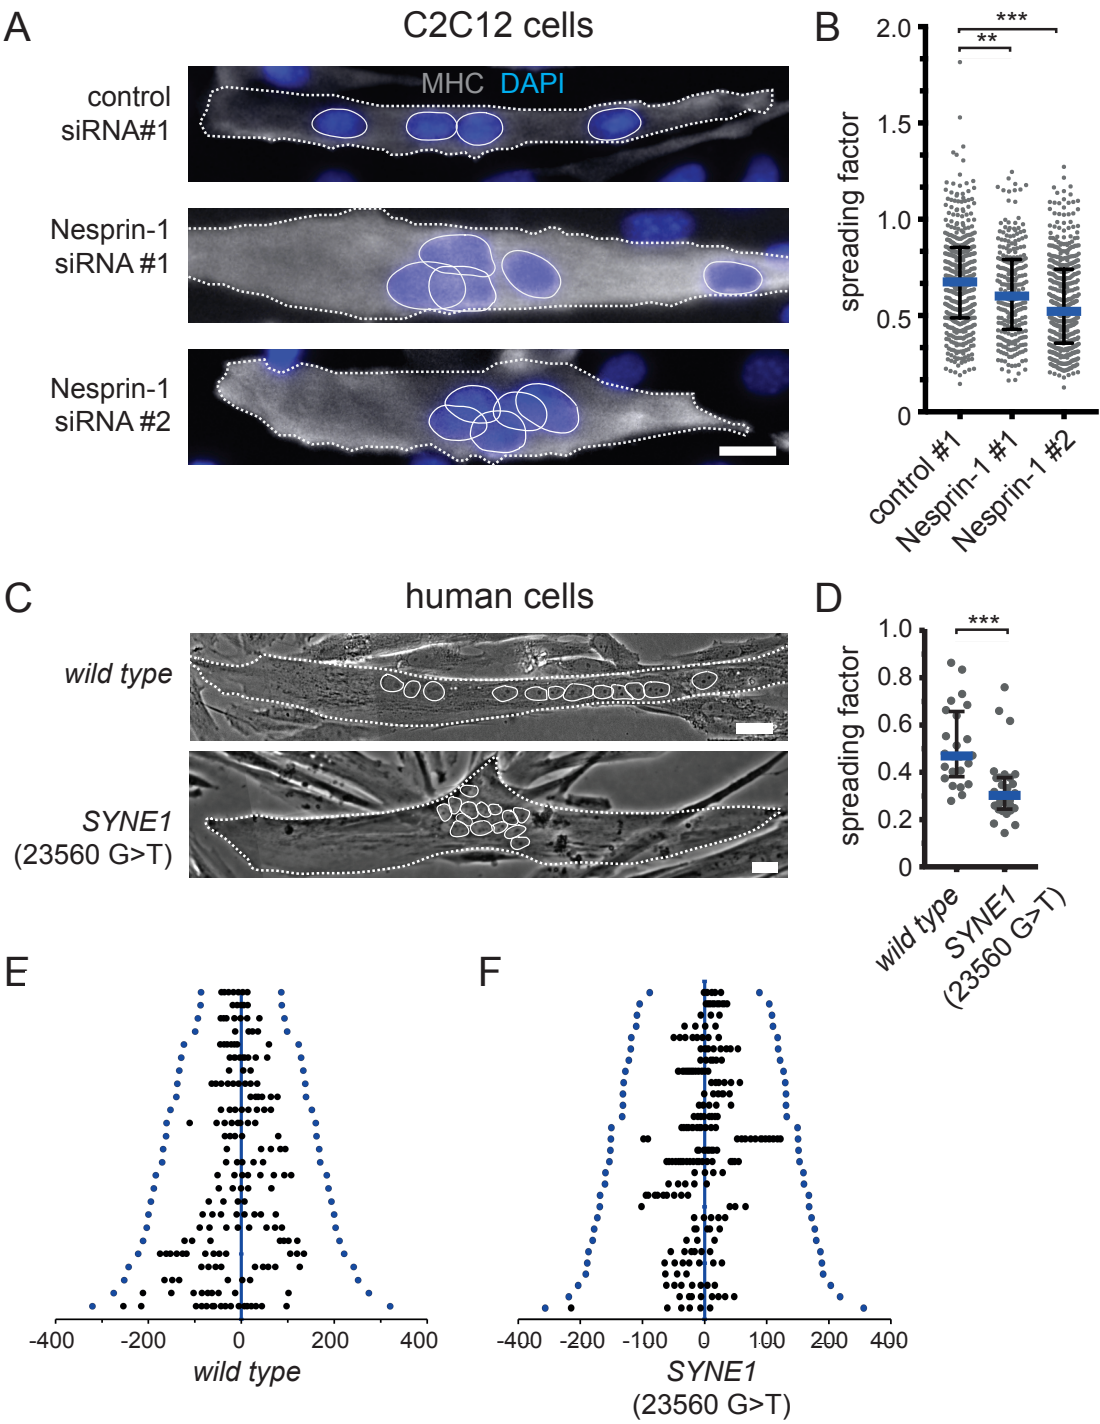 A
C2C12 cells
MHC DAPI
control
siRNA#1
Nesprin-1
siRNA #1
Nesprin-1
siRNA #2
B
spreading factor
2.0
1.5
1.0
0.5
0
***
**
control #1
Nesprin-1 #1
Nesprin-1 #2
C
human cells
wild type
SYNE1
(23560 G>T)
D
spreading factor
1.0
0.8
0.6
0.4
0.2
0
***
wild type
SYNE1
(23560 G>T)
E
-400 -200 0 200 400
wild type
F
-400 -200 -100 0 100 200 400
SYNE1
(23560 G>T)